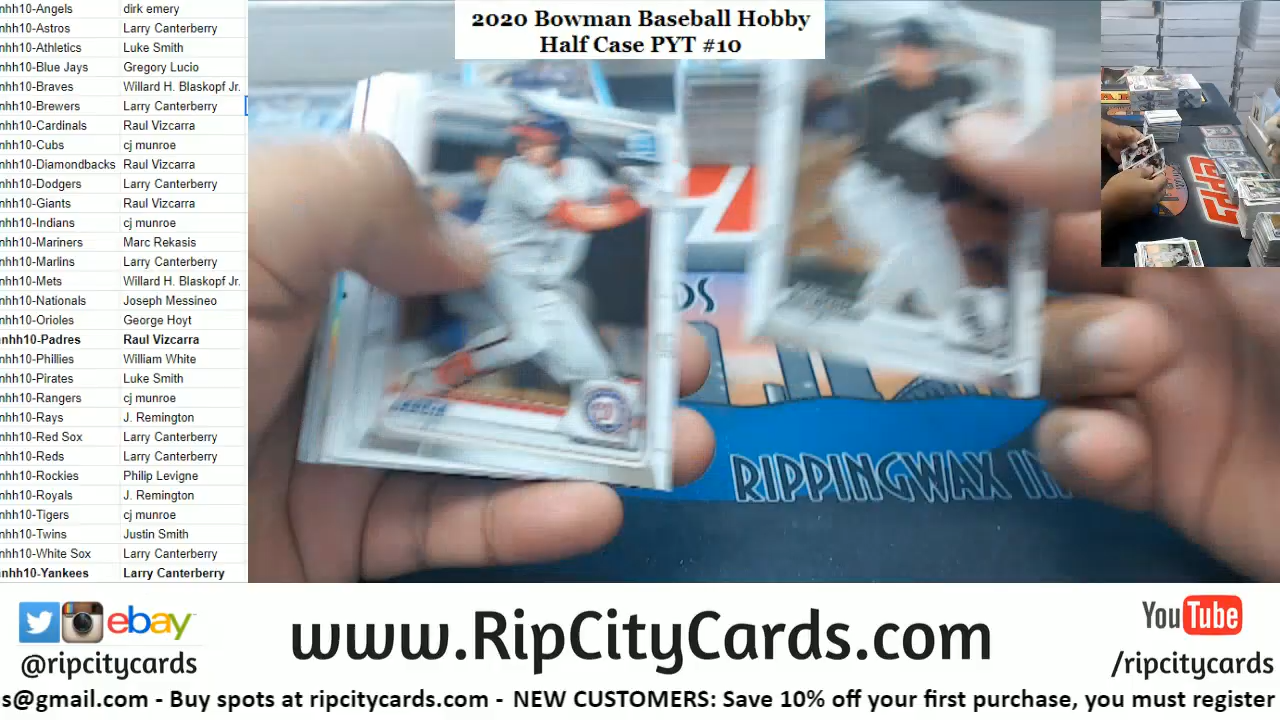 2020 Bowman Baseball Hobby
Half Case PYT #10
nhh10-Angels dirk emery
nhh10-Astros Larry Canterberry
nhh10-Athletics Luke Smith
nhh10-Blue Jays Gregory Lucio
nhh10-Braves Willard H. Blaskopf Jr.
nhh10-Brewers Larry Canterberry
nhh10-Cardinals Raul Vizcarra
nhh10-Cubs cj munroe
nhh10-Diamondbacks Raul Vizcarra
nhh10-Dodgers Larry Canterberry
nhh10-Giants Raul Vizcarra
nhh10-Indians cj munroe
nhh10-Mariners Marc Rekasis
nhh10-Marlins Larry Canterberry
nhh10-Mets Willard H. Blaskopf Jr.
nhh10-Nationals Joseph Messineo
nhh10-Orioles George Hoyt
nhh10-Padres Raul Vizcarra
nhh10-Phillies William White
nhh10-Pirates Luke Smith
nhh10-Rangers cj munroe
nhh10-Rays J. Remington
nhh10-Red Sox Larry Canterberry
nhh10-Reds Larry Canterberry
nhh10-Rockies Philip Levigne
nhh10-Royals J. Remington
nhh10-Tigers cj munroe
nhh10-Twins Justin Smith
nhh10-White Sox Larry Canterberry
nhh10-Yankees Larry Canterberry
GARCIA
RIPPINGWAX IN
ebay
@ripcitycards
www.RipCityCards.com
YouTube
/ripcitycards
s@gmail.com - Buy spots at ripcitycards.com - NEW CUSTOMERS: Save 10% off your first purchase, you must register